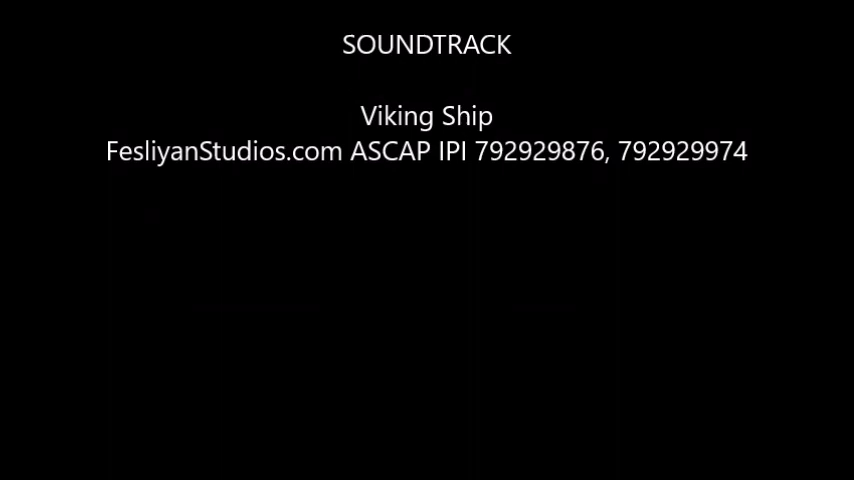 SOUNDTRACK
Viking Ship
FesliyanStudios.com ASCAP IPI 792929876, 792929974